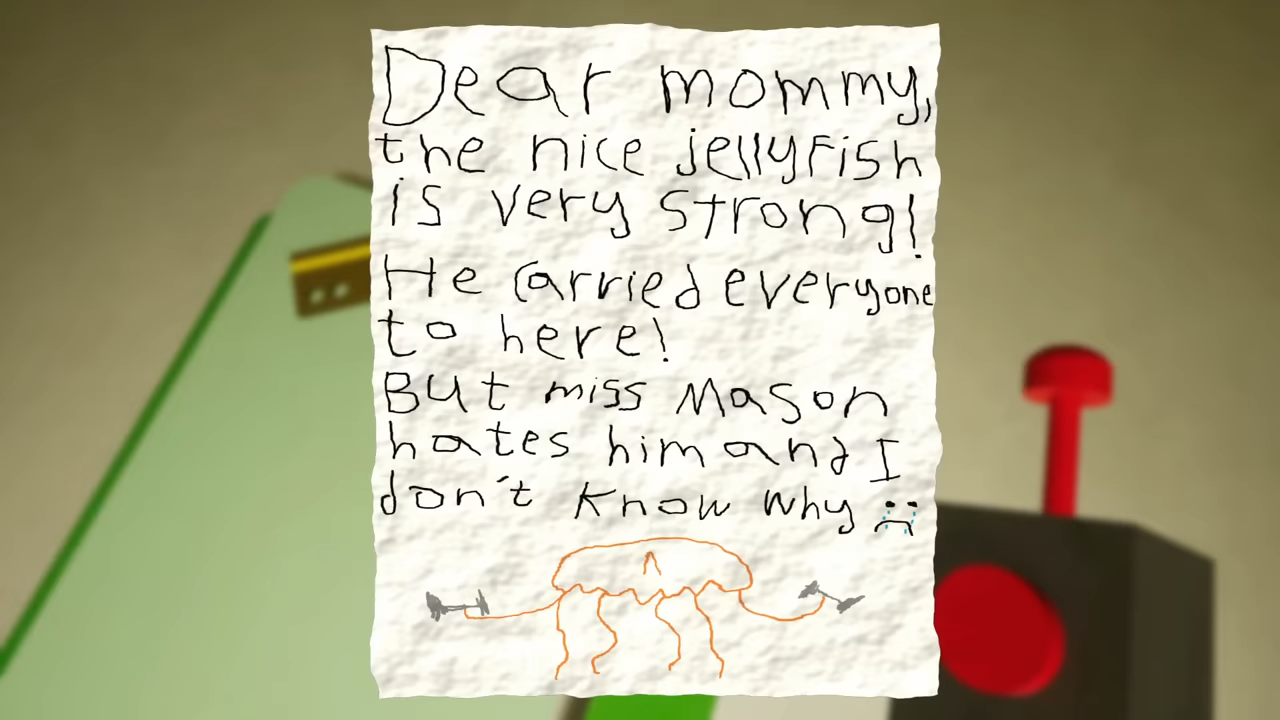 Dear mommy,
the nice jellyfish
is very strong!
He carried everyone
to here!
But miss Mason
hates him and I
don't know why